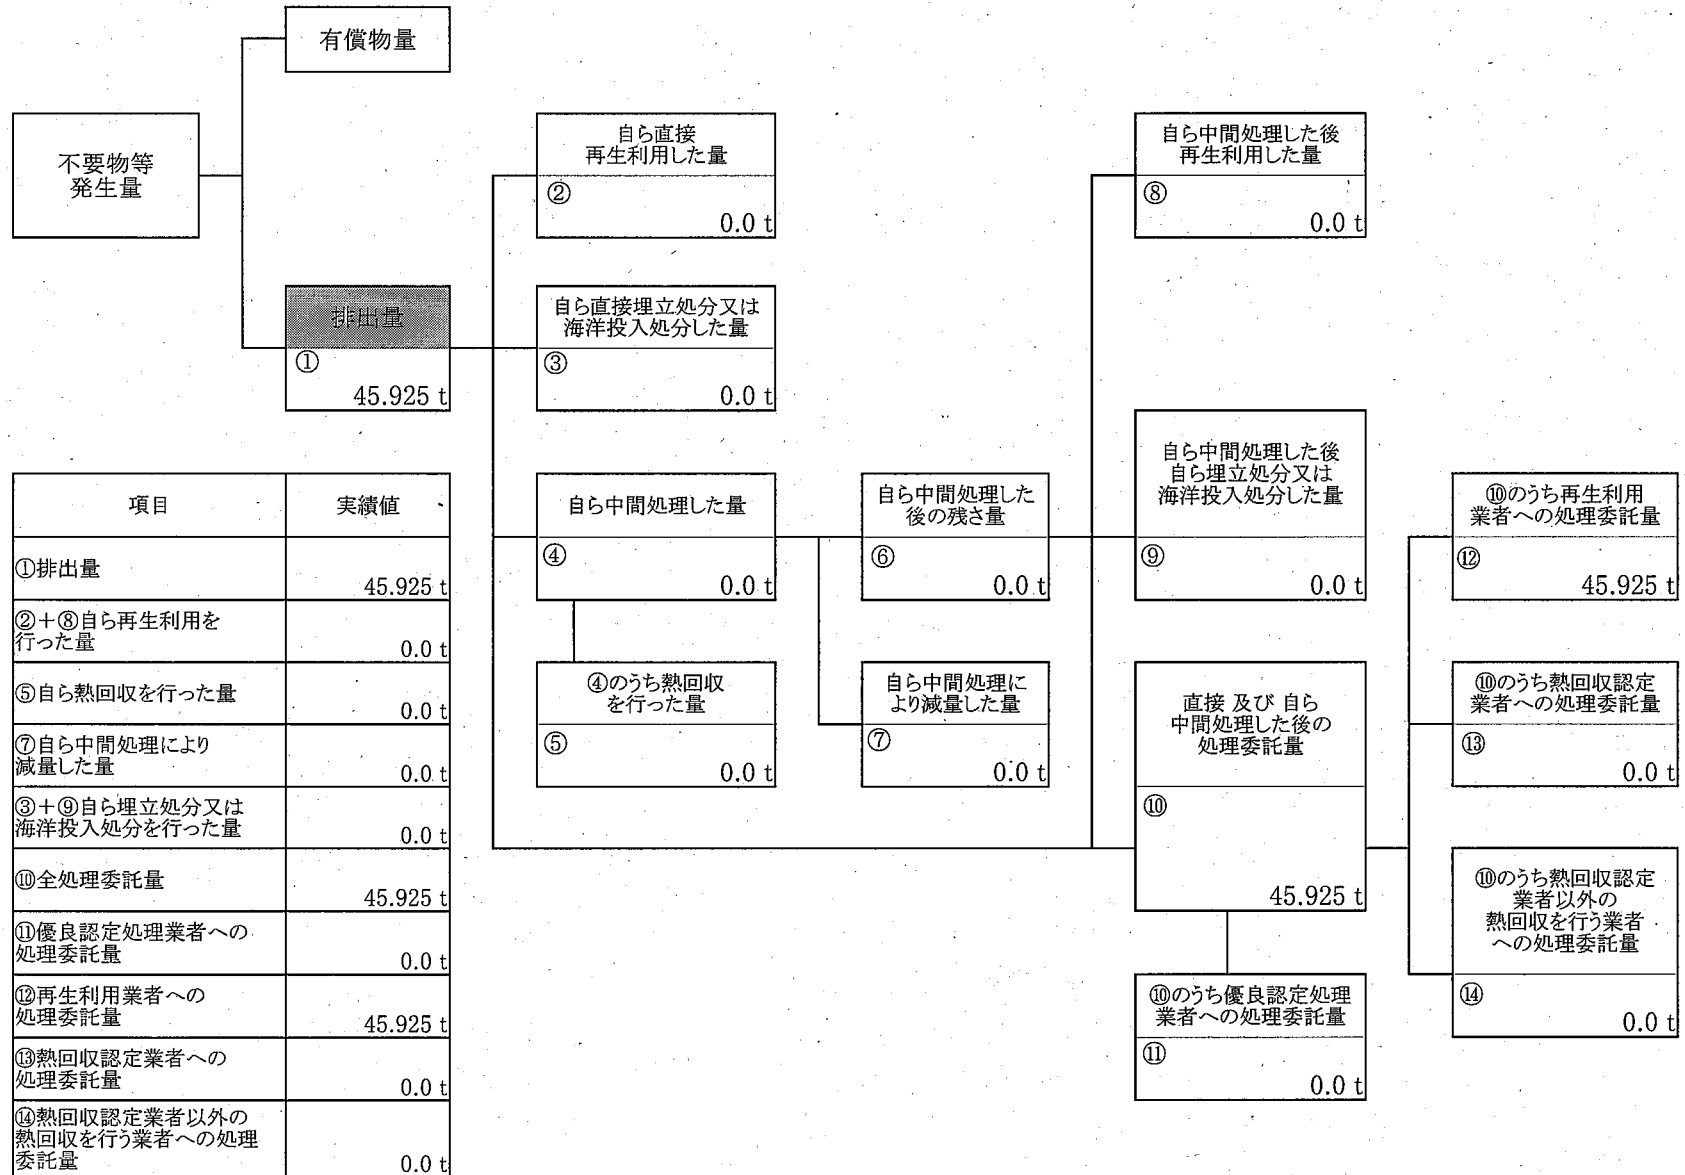 有償物量
不要物等
発生量
排出量
①
45.925 t
自ら直接
再生利用した量
②
0.0 t
自ら直接埋立処分又は
海洋投入処分した量
③
0.0 t
自ら中間処理した量
④
0.0 t
④のうち熱回収
を行った量
⑤
0.0 t
自ら中間処理した
後の残さ量
⑥
0.0 t
自ら中間処理に
より減量した量
⑦
0.0 t
自ら中間処理した後
再生利用した量
⑧
0.0 t
自ら中間処理した後
自ら埋立処分又は
海洋投入処分した量
⑨
0.0 t
直接 及び 自ら
中間処理した後の
処理委託量
⑩
45.925 t
⑩のうち優良認定処理
業者への処理委託量
⑪
0.0 t
⑩のうち再生利用
業者への処理委託量
⑫
45.925 t
⑩のうち熱回収認定
業者への処理委託量
⑬
0.0 t
⑩のうち熱回収認定
業者以外の
熱回収を行う業者
への処理委託量
⑭
0.0 t
項目 実績値
①排出量
45.925 t
②+⑧自ら再生利用を
行った量
0.0 t
⑤自ら熱回収を行った量
0.0 t
⑦自ら中間処理により
減量した量
0.0 t
③+⑨自ら埋立処分又は
海洋投入処分を行った量
0.0 t
⑩全処理委託量
45.925 t
⑪優良認定処理業者への
処理委託量
0.0 t
⑫再生利用業者への
処理委託量
45.925 t
⑬熱回収認定業者への
処理委託量
0.0 t
⑭熱回収認定業者以外の
熱回収を行う業者への処理
委託量
0.0 t